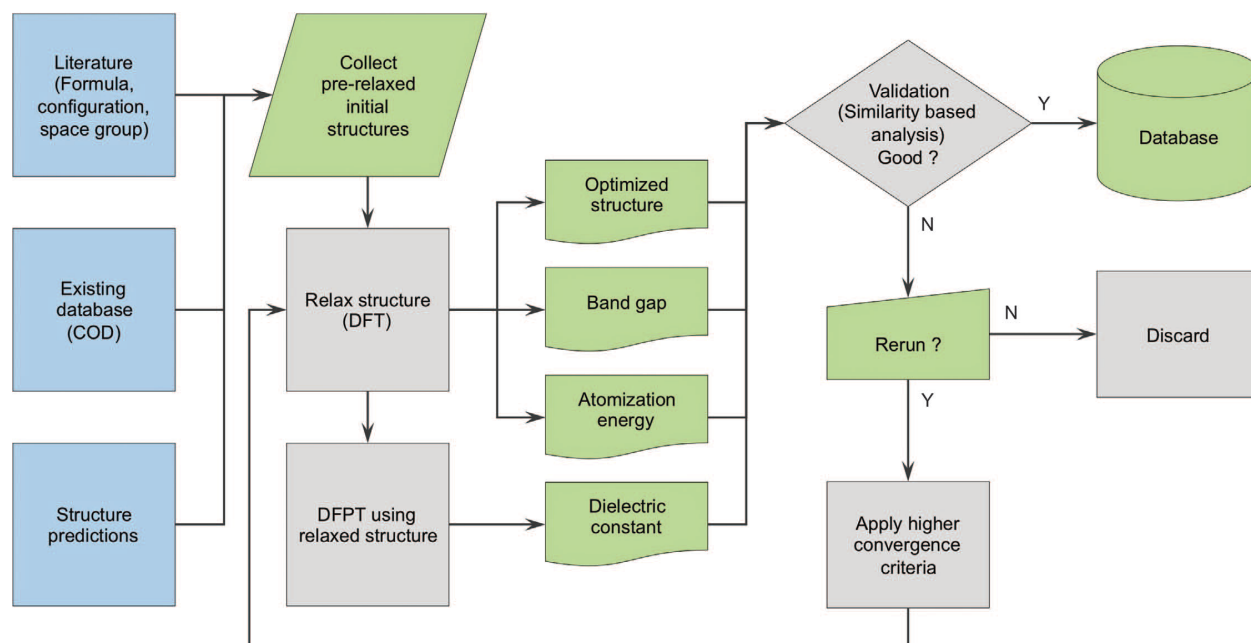 Literature
(Formula,
configuration,
space group)
Existing
database
(COD)
Structure
predictions
Collect
pre-relaxed
initial
structures
Relax structure
(DFT)
DFPT using
relaxed structure
Optimized
structure
Band gap
Atomization
energy
Dielectric
constant
Validation
(Similarity based
analysis)
Good ?
Y
Database
N
Rerun ?
N
Discard
Y
Apply higher
convergence
criteria